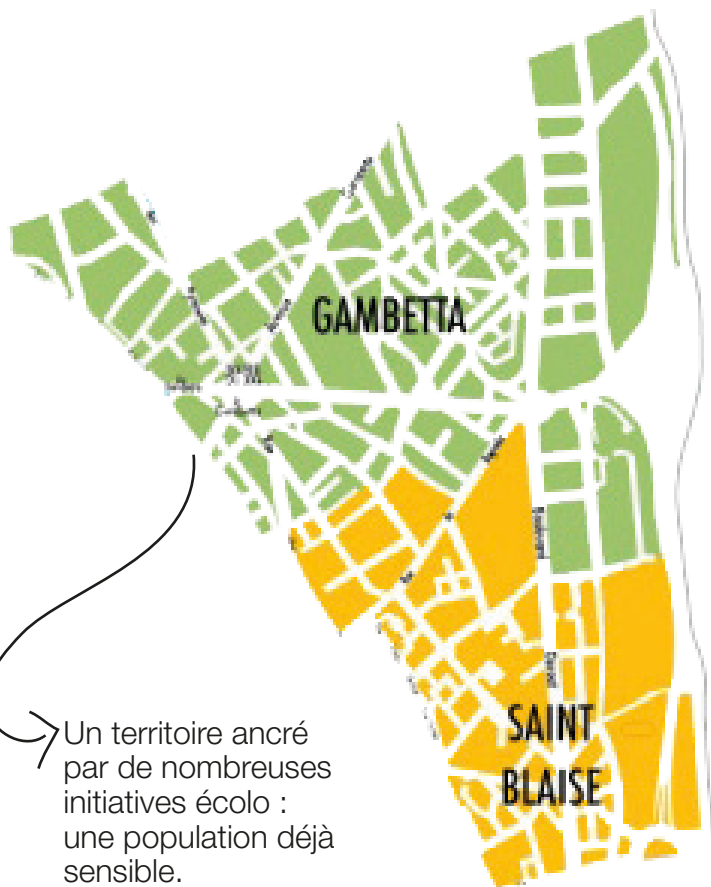 GAMBETTA
SAINT
BLAISE
Un territoire ancré
par de nombreuses
initiatives écolo :
une population déjà
sensible.